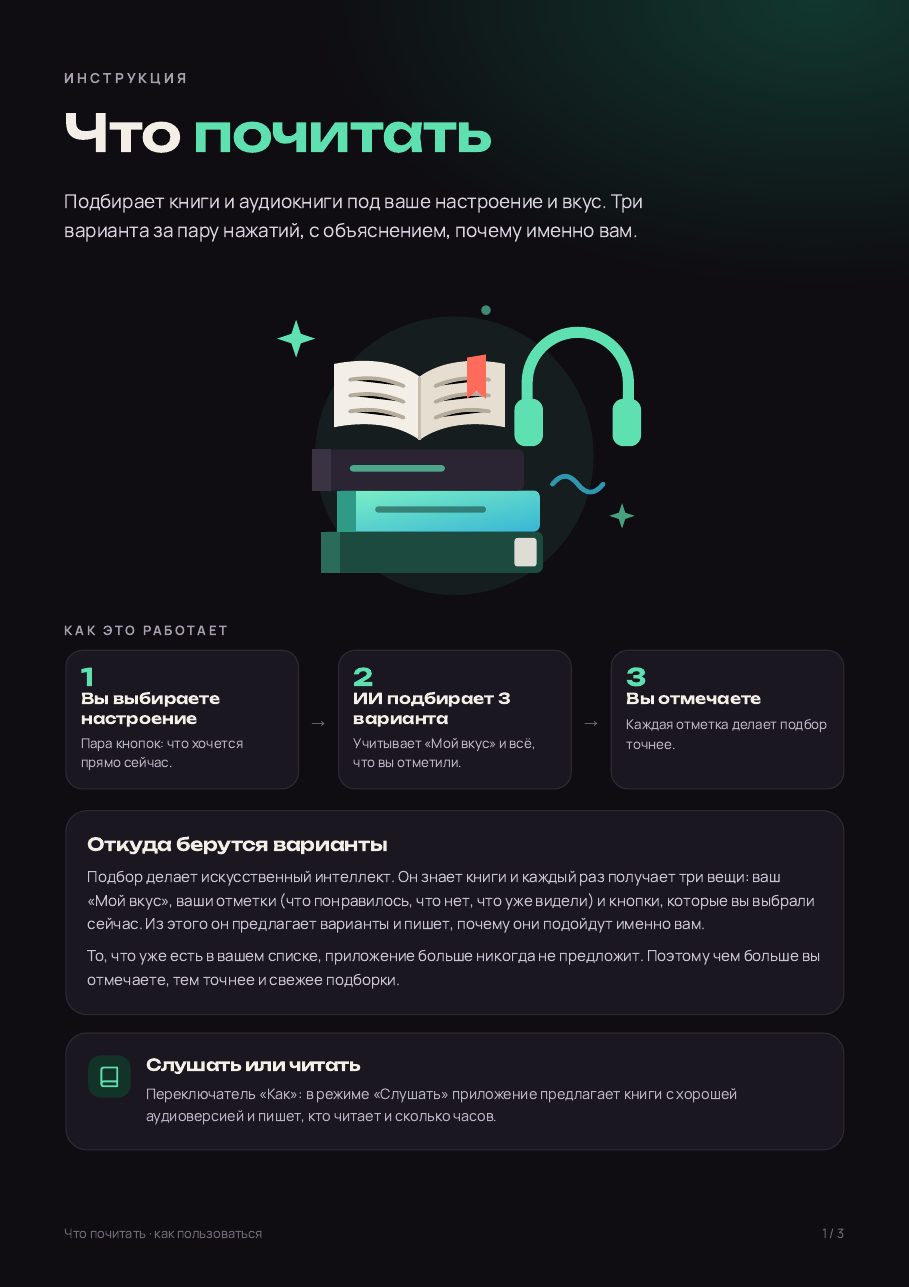 ИНСТРУКЦИЯ
Что почитать
Подбирает книги и аудиокниги под ваше настроение и вкус. Три
варианта за пару нажатий, с объяснением, почему именно вам.
КАК ЭТО РАБОТАЕТ
1
Вы выбираете
настроение
Пара кнопок: что хочется
прямо сейчас.
→
2
ИИ подбирает 3
варианта
Учитывает «Мой вкус» и всё,
что вы отметили.
→
3
Вы отмечаете
Каждая отметка делает подбор
точнее.
Откуда берутся варианты
Подбор делает искусственный интеллект. Он знает книги и каждый раз получает три вещи: ваш
«Мой вкус», ваши отметки (что понравилось, что нет, что уже видели) и кнопки, которые вы выбрали
сейчас. Из этого он предлагает варианты и пишет, почему они подойдут именно вам.
То, что уже есть в вашем списке, приложение больше никогда не предложит. Поэтому чем больше вы
отмечаете, тем точнее и свежее подборки.
Слушать или читать
Переключатель «Как»: в режиме «Слушать» приложение предлагает книги с хорошей
аудиоверсией и пишет, кто читает и сколько часов.
Что почитать · как пользоваться
1 / 3